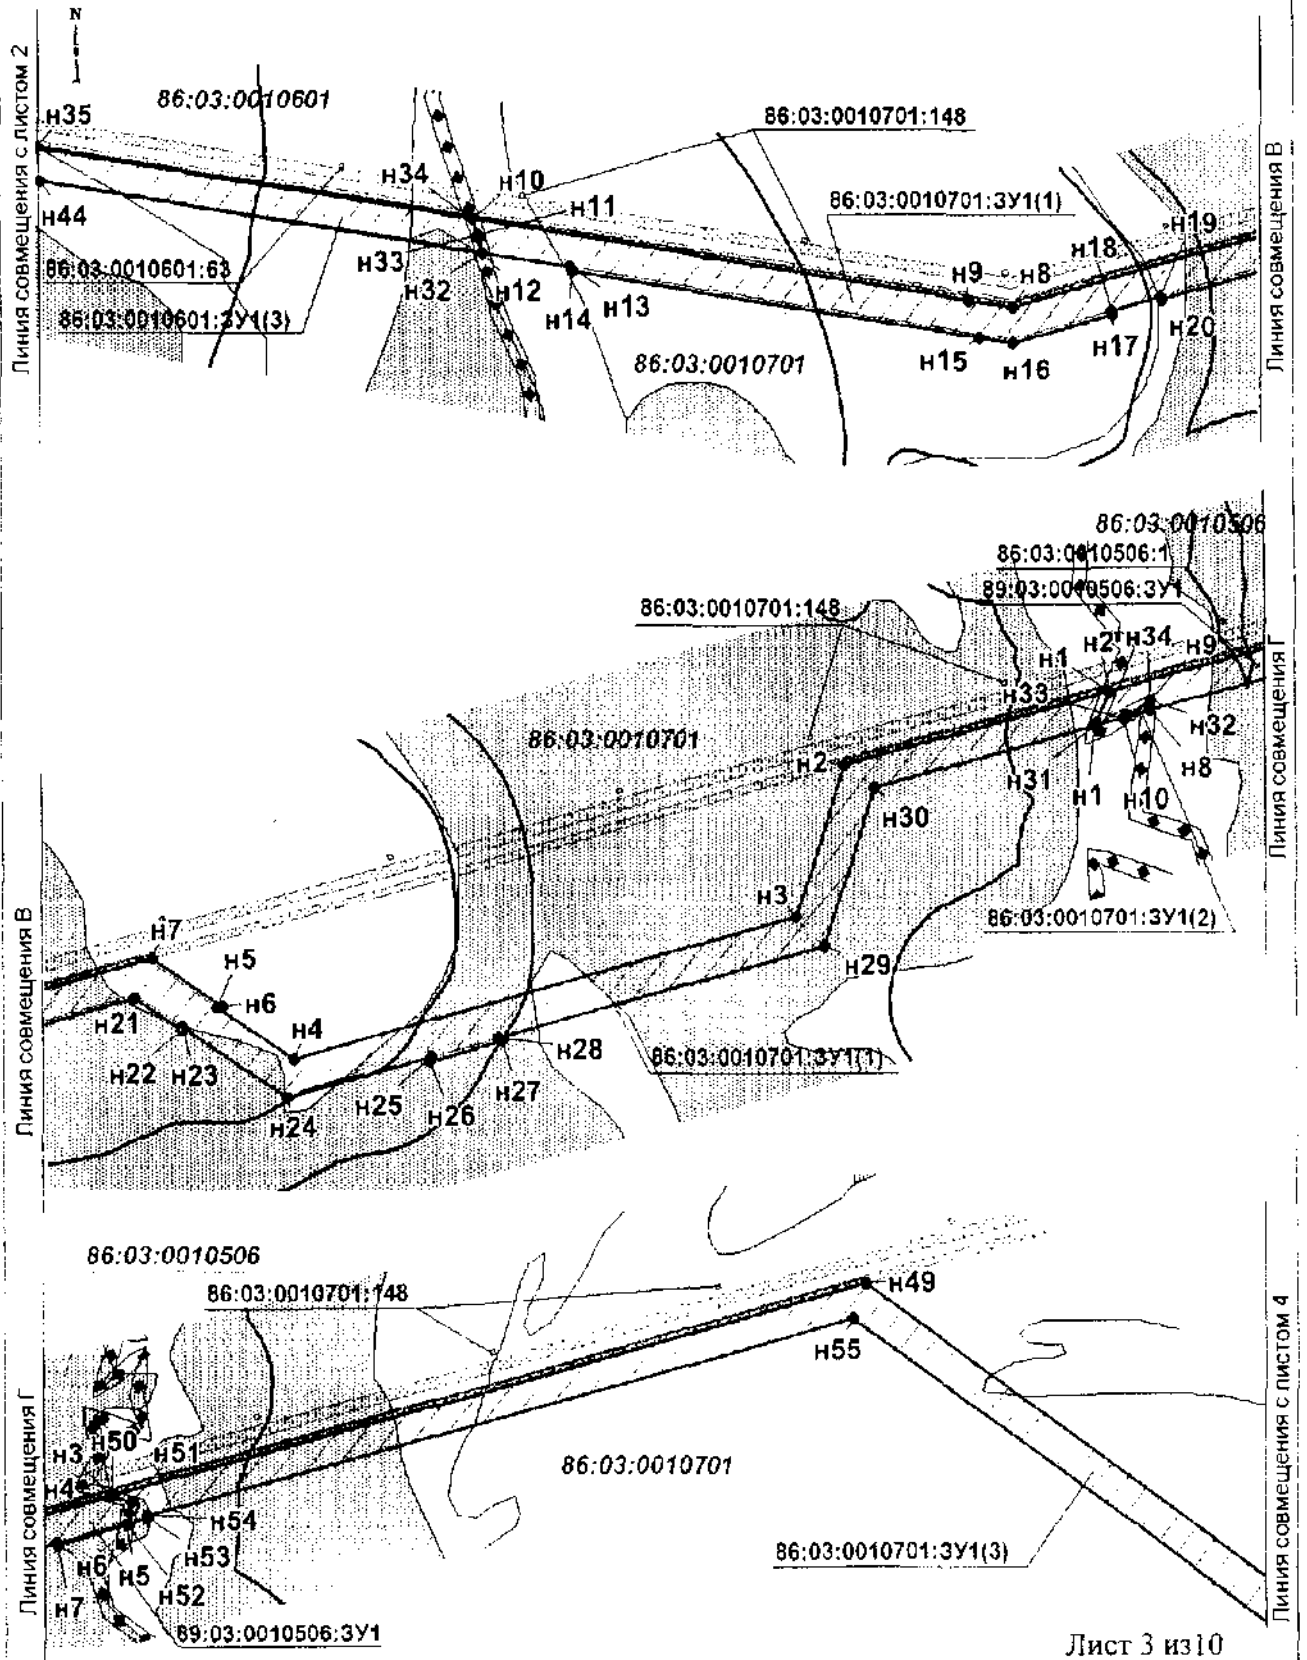 N
Линия совмещения с листом 2
Линия совмещения В
86:03:0010601
86:03:0010701:148
н35
н34
н10
н11
86:03:0010701:ЗУ1(1)
н19
н44
н18
н33
н9
н8
86:03:0010601:63
н32
н12
86:03:0010601:ЗУ1(3)
н14
н13
н17
н20
86:03:0010701
н15
н16
86:03:0010506
86:03:0010506:1
89:03:0010506:ЗУ1
86:03:0010701:148
н2
н34
н1
н9
н33
86:03:0010701
н2
н32
н31
н8
н1
н10
н30
н3
86:03:0010701:ЗУ1(2)
н7
н5
н29
н6
н21
н4
н28
86:03:0010701:ЗУ1(1)
н22
н23
н27
н25
н26
н24
Линия совмещения В
Линия совмещения Г
86:03:0010506
86:03:0010701:148
н49
н55
н50
н3
н51
86:03:0010701
н4
н54
н53
86:03:0010701:ЗУ1(3)
н6
н5
н52
н7
89:03:0010506:ЗУ1
Линия совмещения Г
Линия совмещения с листом 4
Лист 3 из10